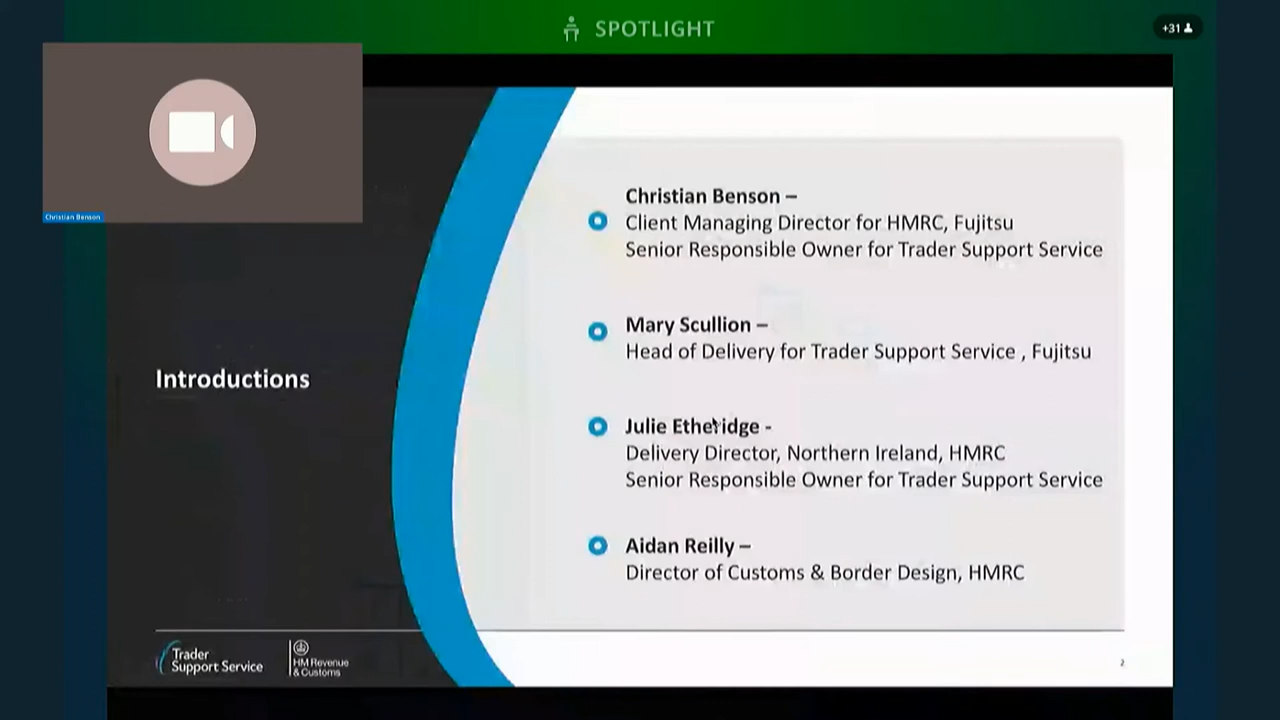 SPOTLIGHT
+31
Christian Benson
Christian Benson –
Client Managing Director for HMRC, Fujitsu
Senior Responsible Owner for Trader Support Service
Mary Scullion –
Head of Delivery for Trader Support Service , Fujitsu
Introductions
Julie Etheridge -
Delivery Director, Northern Ireland, HMRC
Senior Responsible Owner for Trader Support Service
Aidan Reilly –
Director of Customs & Border Design, HMRC
Trader
Support Service
HM Revenue
& Customs
2